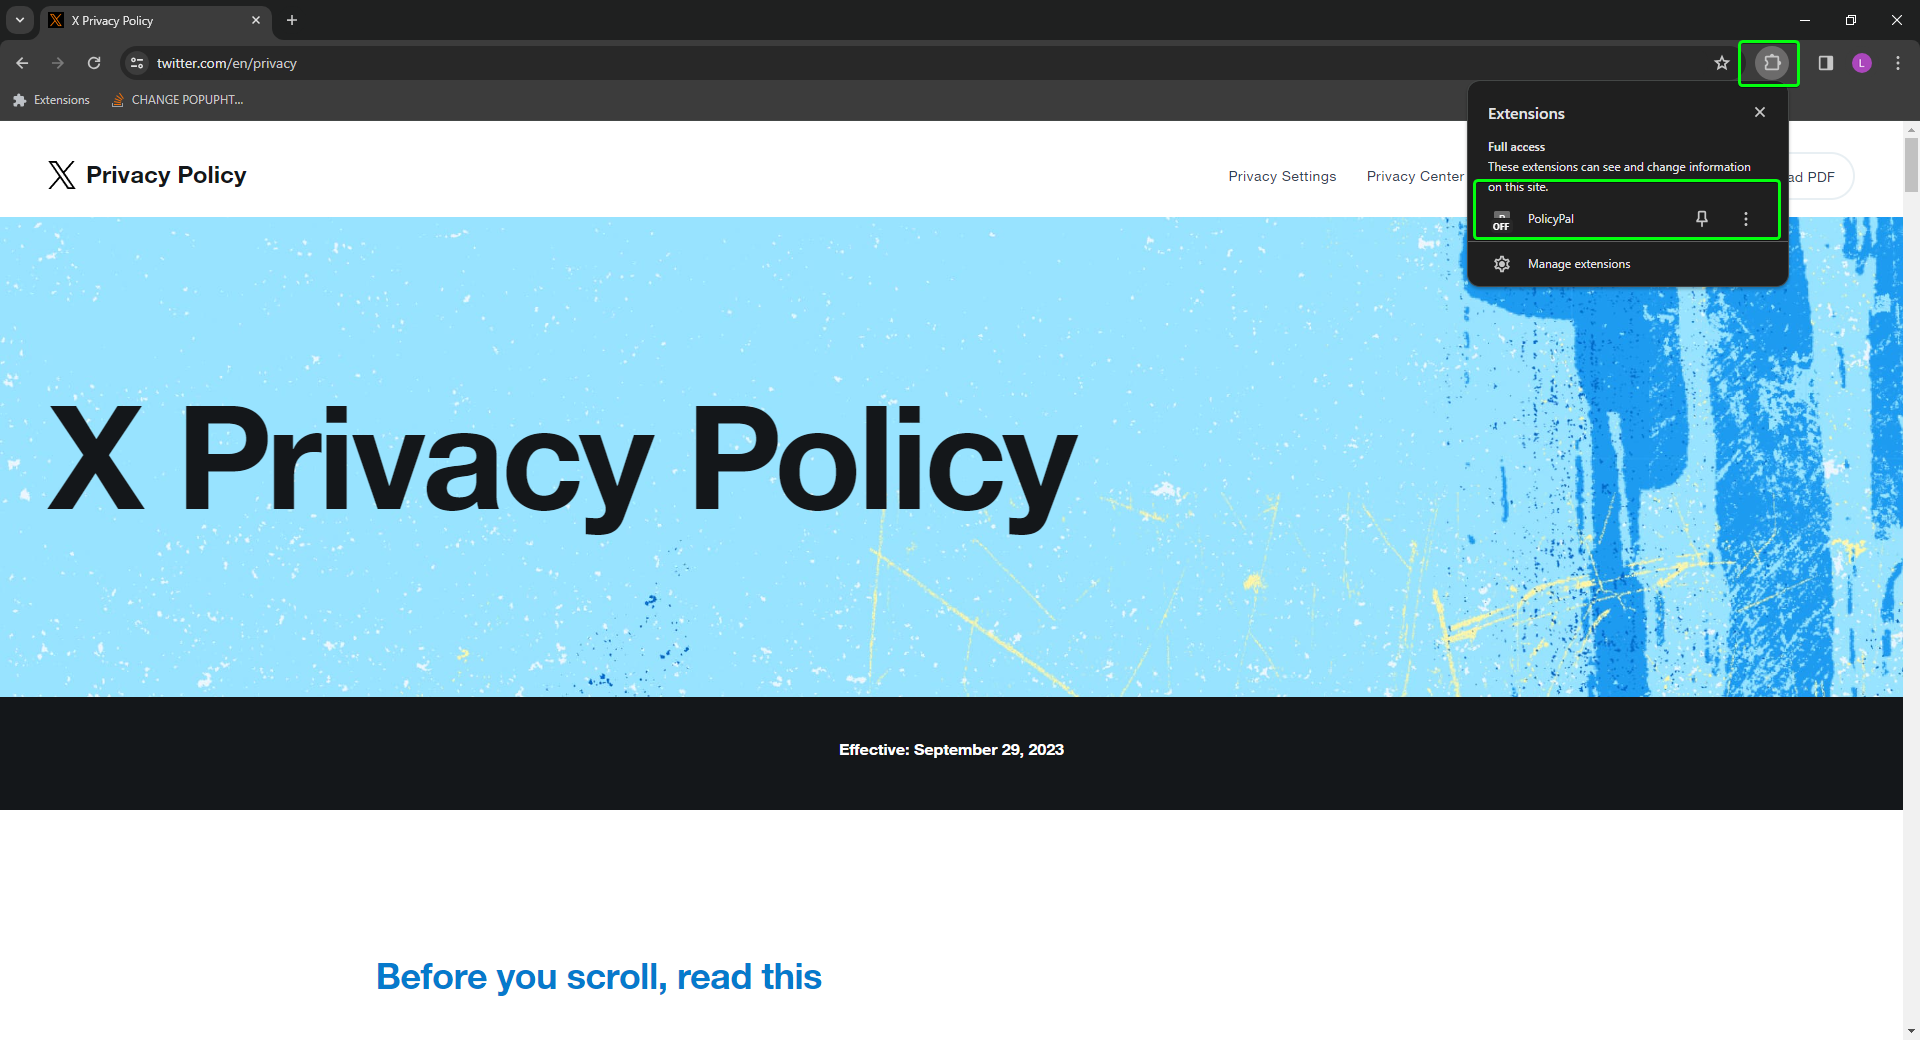 X Privacy Policy
twitter.com/en/privacy
L
Extensions
CHANGE POPUPHT...
Extensions
Full access
These extensions can see and change information
on this site.
PolicyPal
OFF
Manage extensions
X Privacy Policy
Privacy Settings
Privacy Center
ad PDF
X Privacy Policy
Effective: September 29, 2023
Before you scroll, read this